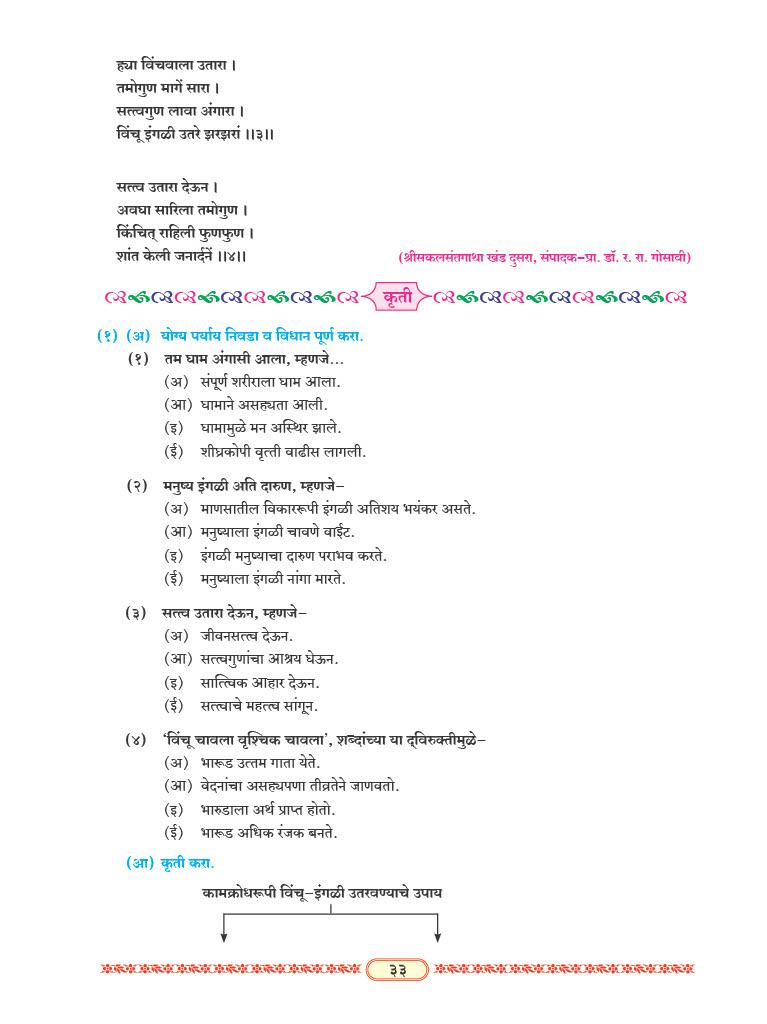 ह्या विंचवाला उतारा ।
तमोगुण मागें सारा ।
सत्त्वगुण लावा अंगारा ।
विंचू इंगळी उतरे झरझरां ।।३।।
सत्त्व उतारा देऊन ।
अवघा सारिला तमोगुण ।
किंचित् राहिली फुणफुण ।
शांत केली जनार्दनें ।।४।।
(श्रीसकलसंतगाथा खंड दुसरा, संपादक-प्रा. डॉ. र. रा. गोसावी)
कृती
(१) (अ) योग्य पर्याय निवडा व विधान पूर्ण करा.
(१) तम घाम अंगासी आला, म्हणजे...
(अ) संपूर्ण शरीराला घाम आला.
(आ) घामाने असह्यता आली.
(इ) घामामुळे मन अस्थिर झाले.
(ई) शीघ्रकोपी वृत्ती वाढीस लागली.
(२) मनुष्य इंगळी अति दारुण, म्हणजे-
(अ) माणसातील विकाररूपी इंगळी अतिशय भयंकर असते.
(आ) मनुष्याला इंगळी चावणे वाईट.
(इ) इंगळी मनुष्याचा दारुण पराभव करते.
(ई) मनुष्याला इंगळी नांगा मारते.
(३) सत्त्व उतारा देऊन, म्हणजे-
(अ) जीवनसत्त्व देऊन.
(आ) सत्त्वगुणांचा आश्रय घेऊन.
(इ) सात्त्विक आहार देऊन.
(ई) सत्त्वाचे महत्त्व सांगून.
(४) ‘विंचू चावला वृश्चिक चावला’, शब्दांच्या या द्‌विरुक्तीमुळे-
(अ) भारूड उत्तम गाता येते.
(आ) वेदनांचा असह्यपणा तीव्रतेने जाणवतो.
(इ) भारुडाला अर्थ प्राप्त होतो.
(ई) भारूड अधिक रंजक बनते.
(आ) कृती करा.
कामक्रोधरूपी विंचू-इंगळी उतरवण्याचे उपाय
३३